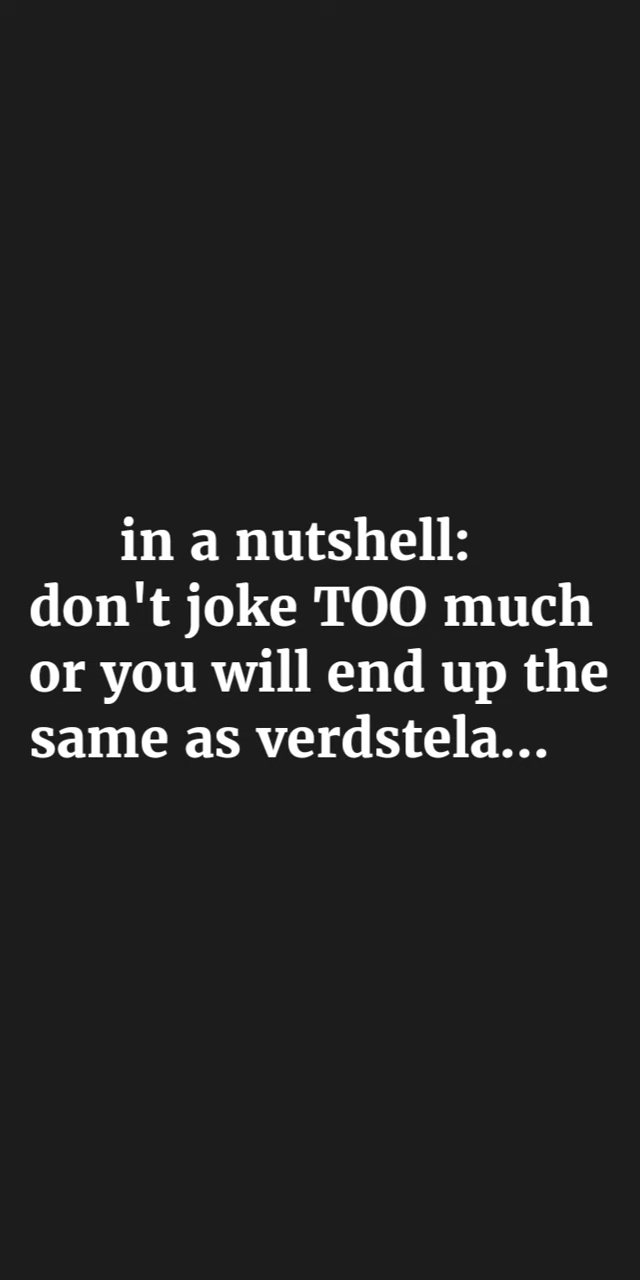 in a nutshell:
don't joke TOO much
or you will end up the
same as verdstela...